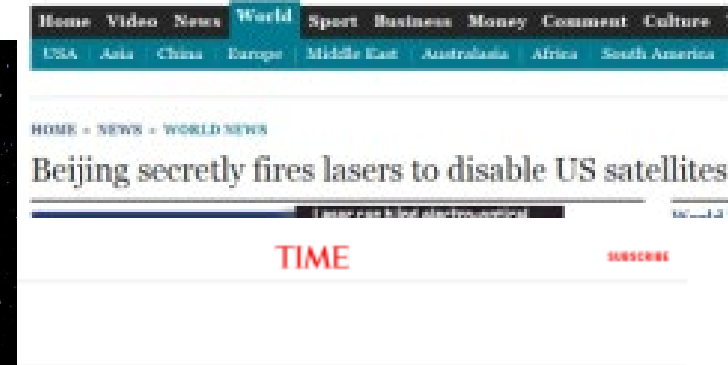 Home Video News World Sport Business Money Comment Culture
USA Asia China Europe Middle East Australasia Africa South America
HOME » NEWS » WORLD NEWS
Beijing secretly fires lasers to disable US satellites
World
TIME
SUBSCRIBE